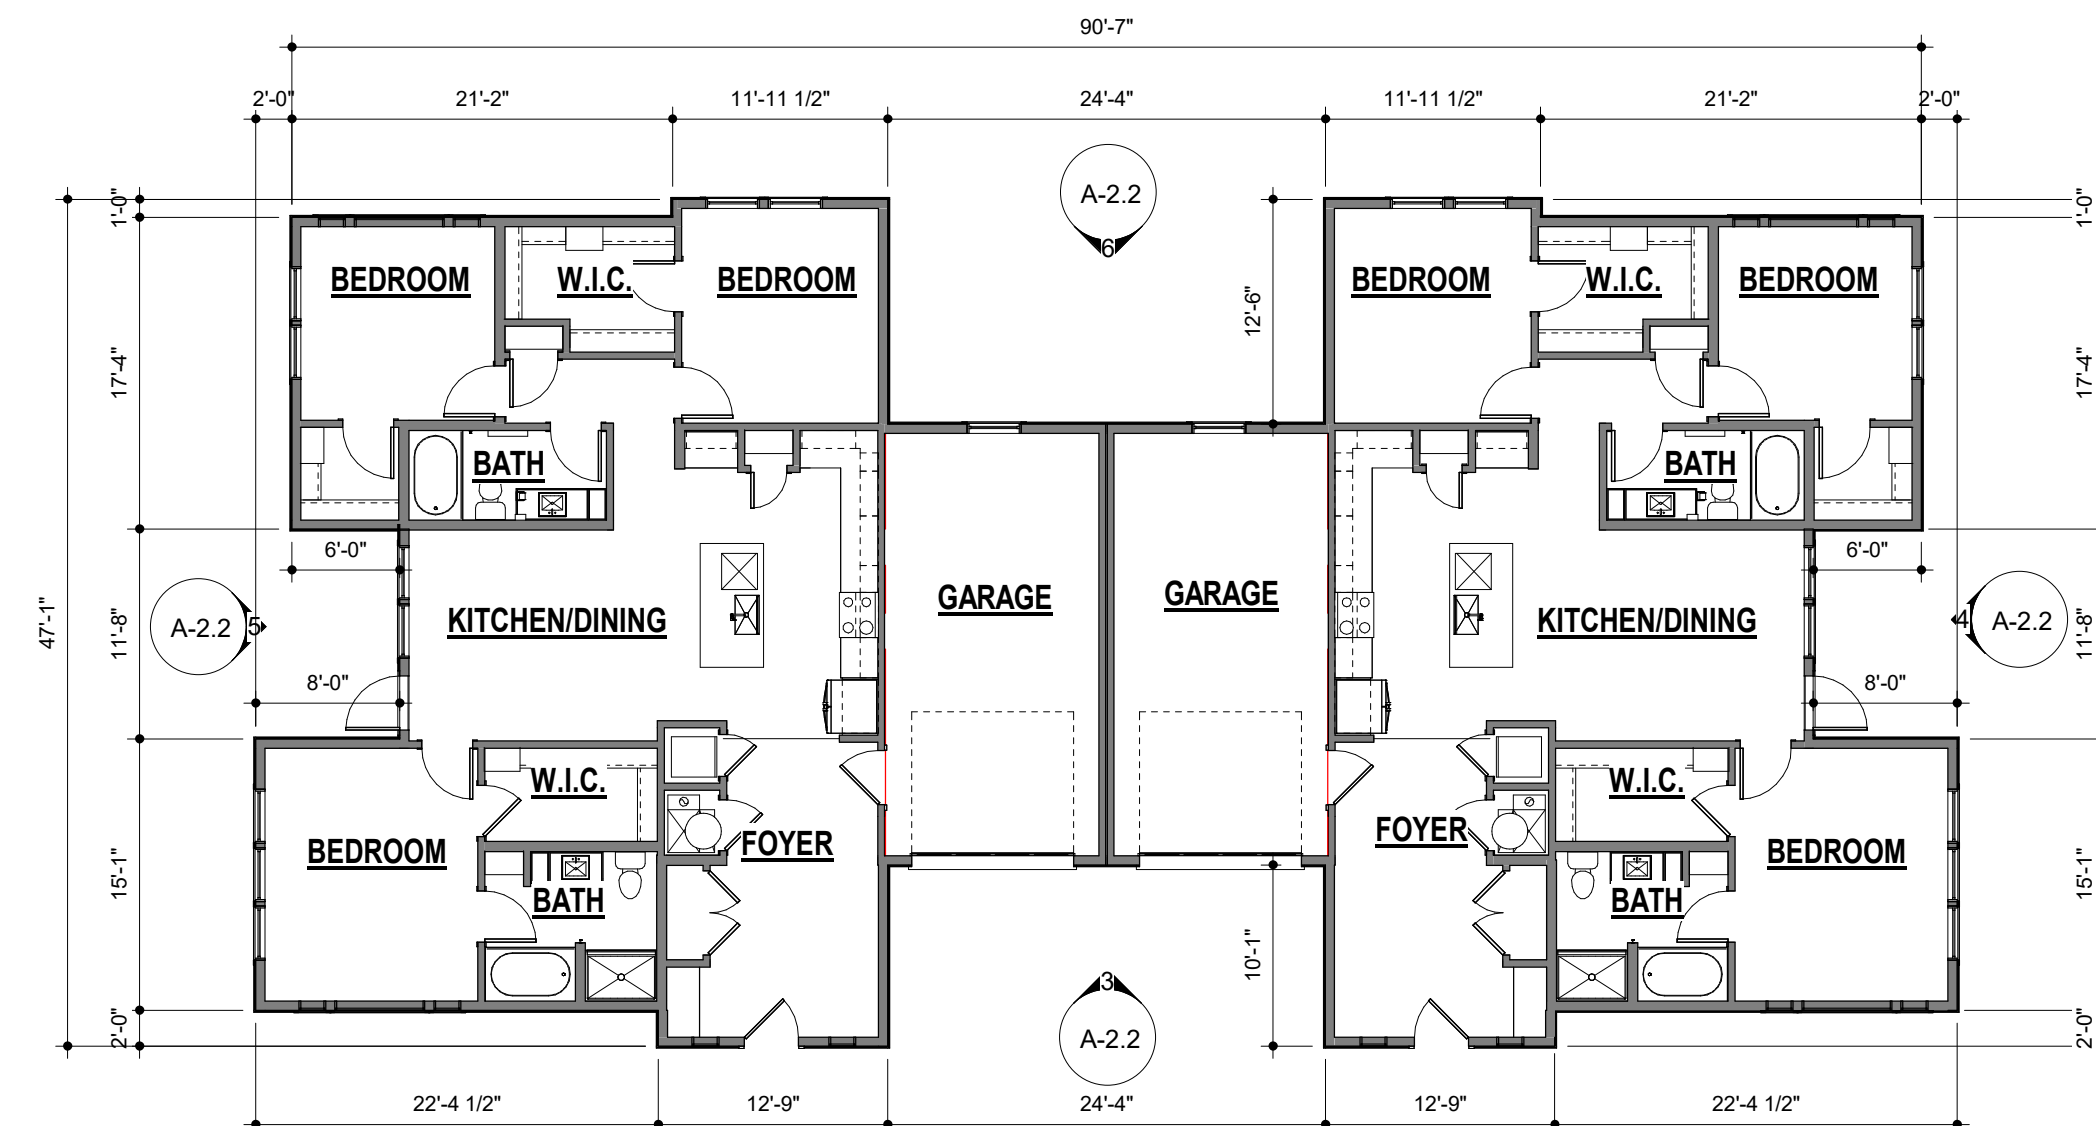 90'-7"
2'-0" 21'-2" 11'-11 1/2" 24'-4" 11'-11 1/2" 21'-2" 2'-0"
1'-0" A-2.2 1'-0"
6
BEDROOM W.I.C. BEDROOM BEDROOM W.I.C. BEDROOM
12'-6"
17'-4" 17'-4"
BATH BATH
6'-0" 6'-0"
GARAGE GARAGE
47'-1" 11'-8" A-2.2 5 KITCHEN/DINING KITCHEN/DINING 4 A-2.2 11'-8"
8'-0" 8'-0"
W.I.C. W.I.C.
BEDROOM FOYER FOYER BEDROOM
15'-1" 15'-1"
BATH BATH
10'-1"
3
2'-0" A-2.2 2'-0"
22'-4 1/2" 12'-9" 24'-4" 12'-9" 22'-4 1/2"